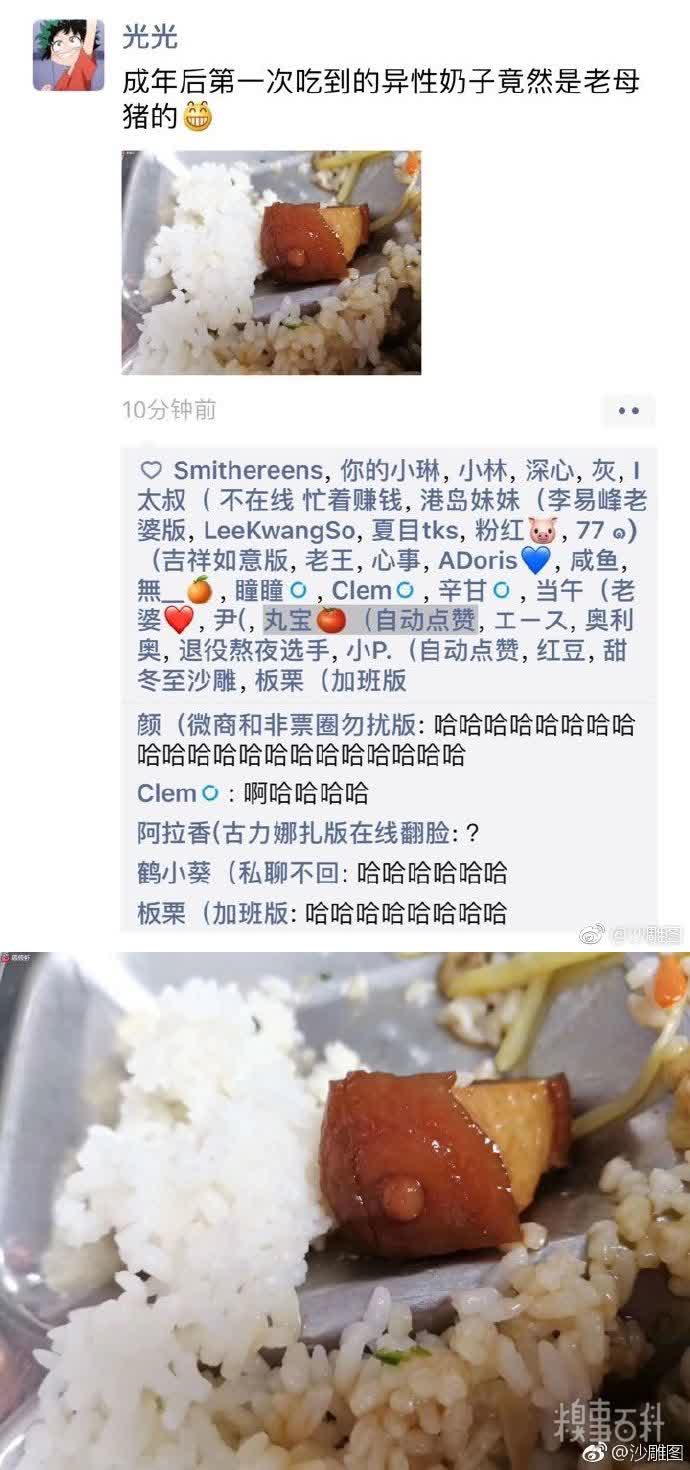 光光
成年后第一次吃到的异性奶子竟然是老母
猪的😁
10分钟前
Smithereens, 你的小琳, 小林, 深心, 灰, I
太叔（ 不在线 忙着赚钱, 港岛妹妹（李易峰老
婆版, LeeKwangSo, 夏目tks, 粉红🐷, 77 ๑)
（吉祥如意版, 老王, 心事, ADoris💙, 咸鱼,
無__🍊, 瞳瞳, Clem, 辛甘, 当午（老
婆❤️, 尹(, 丸宝🍅（自动点赞, エース, 奥利
奥, 退役熬夜选手, 小P.（自动点赞, 红豆, 甜
冬至沙雕, 板栗（加班版
颜（微商和非票圈勿扰版: 哈哈哈哈哈哈哈哈
哈哈哈哈哈哈哈哈哈哈哈哈哈
Clem : 啊哈哈哈哈
阿拉香(古力娜扎版在线翻脸: ?
鹤小葵（私聊不回: 哈哈哈哈哈哈
板栗（加班版: 哈哈哈哈哈哈哈哈
@沙雕图
糗事百科
@沙雕图